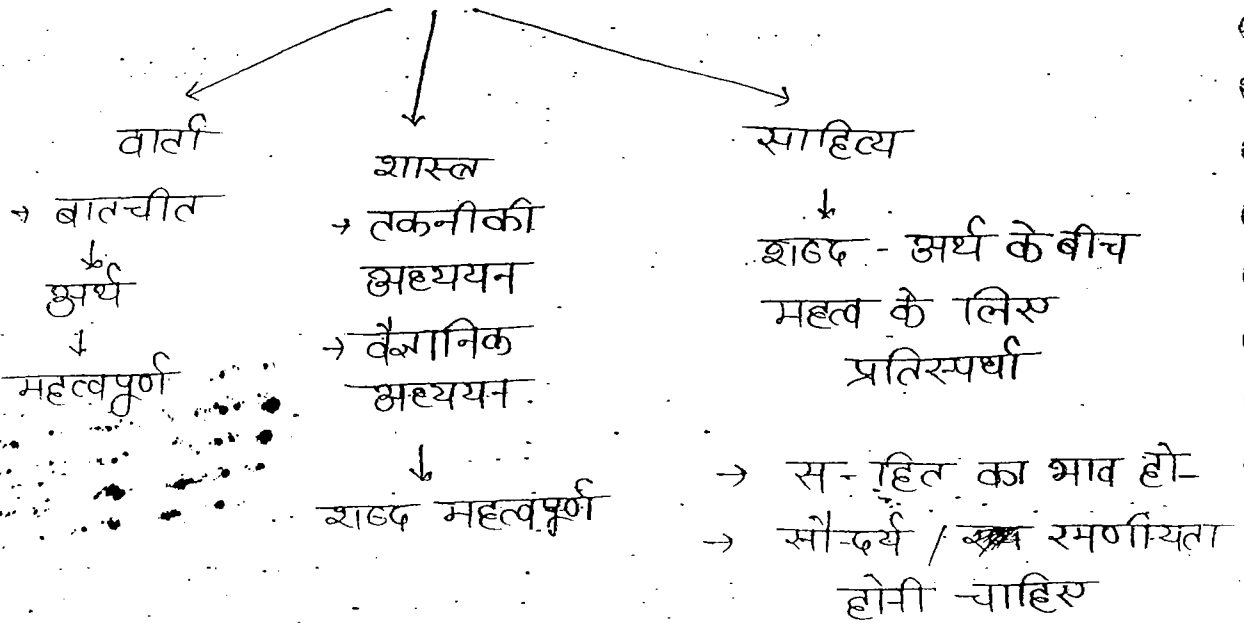 वार्ता
→ बातचीत
↓
अर्थ
↓
महत्वपूर्ण
शास्त्र
→ तकनीकी
अध्ययन
→ वैज्ञानिक
अध्ययन
↓
शब्द महत्वपूर्ण
साहित्य
↓
शब्द - अर्थ के बीच
महत्व के लिए
प्रतिस्पर्धा
→ स - हित का भाव हो-
→ सौन्दर्य / रमणीयता
होनी चाहिए